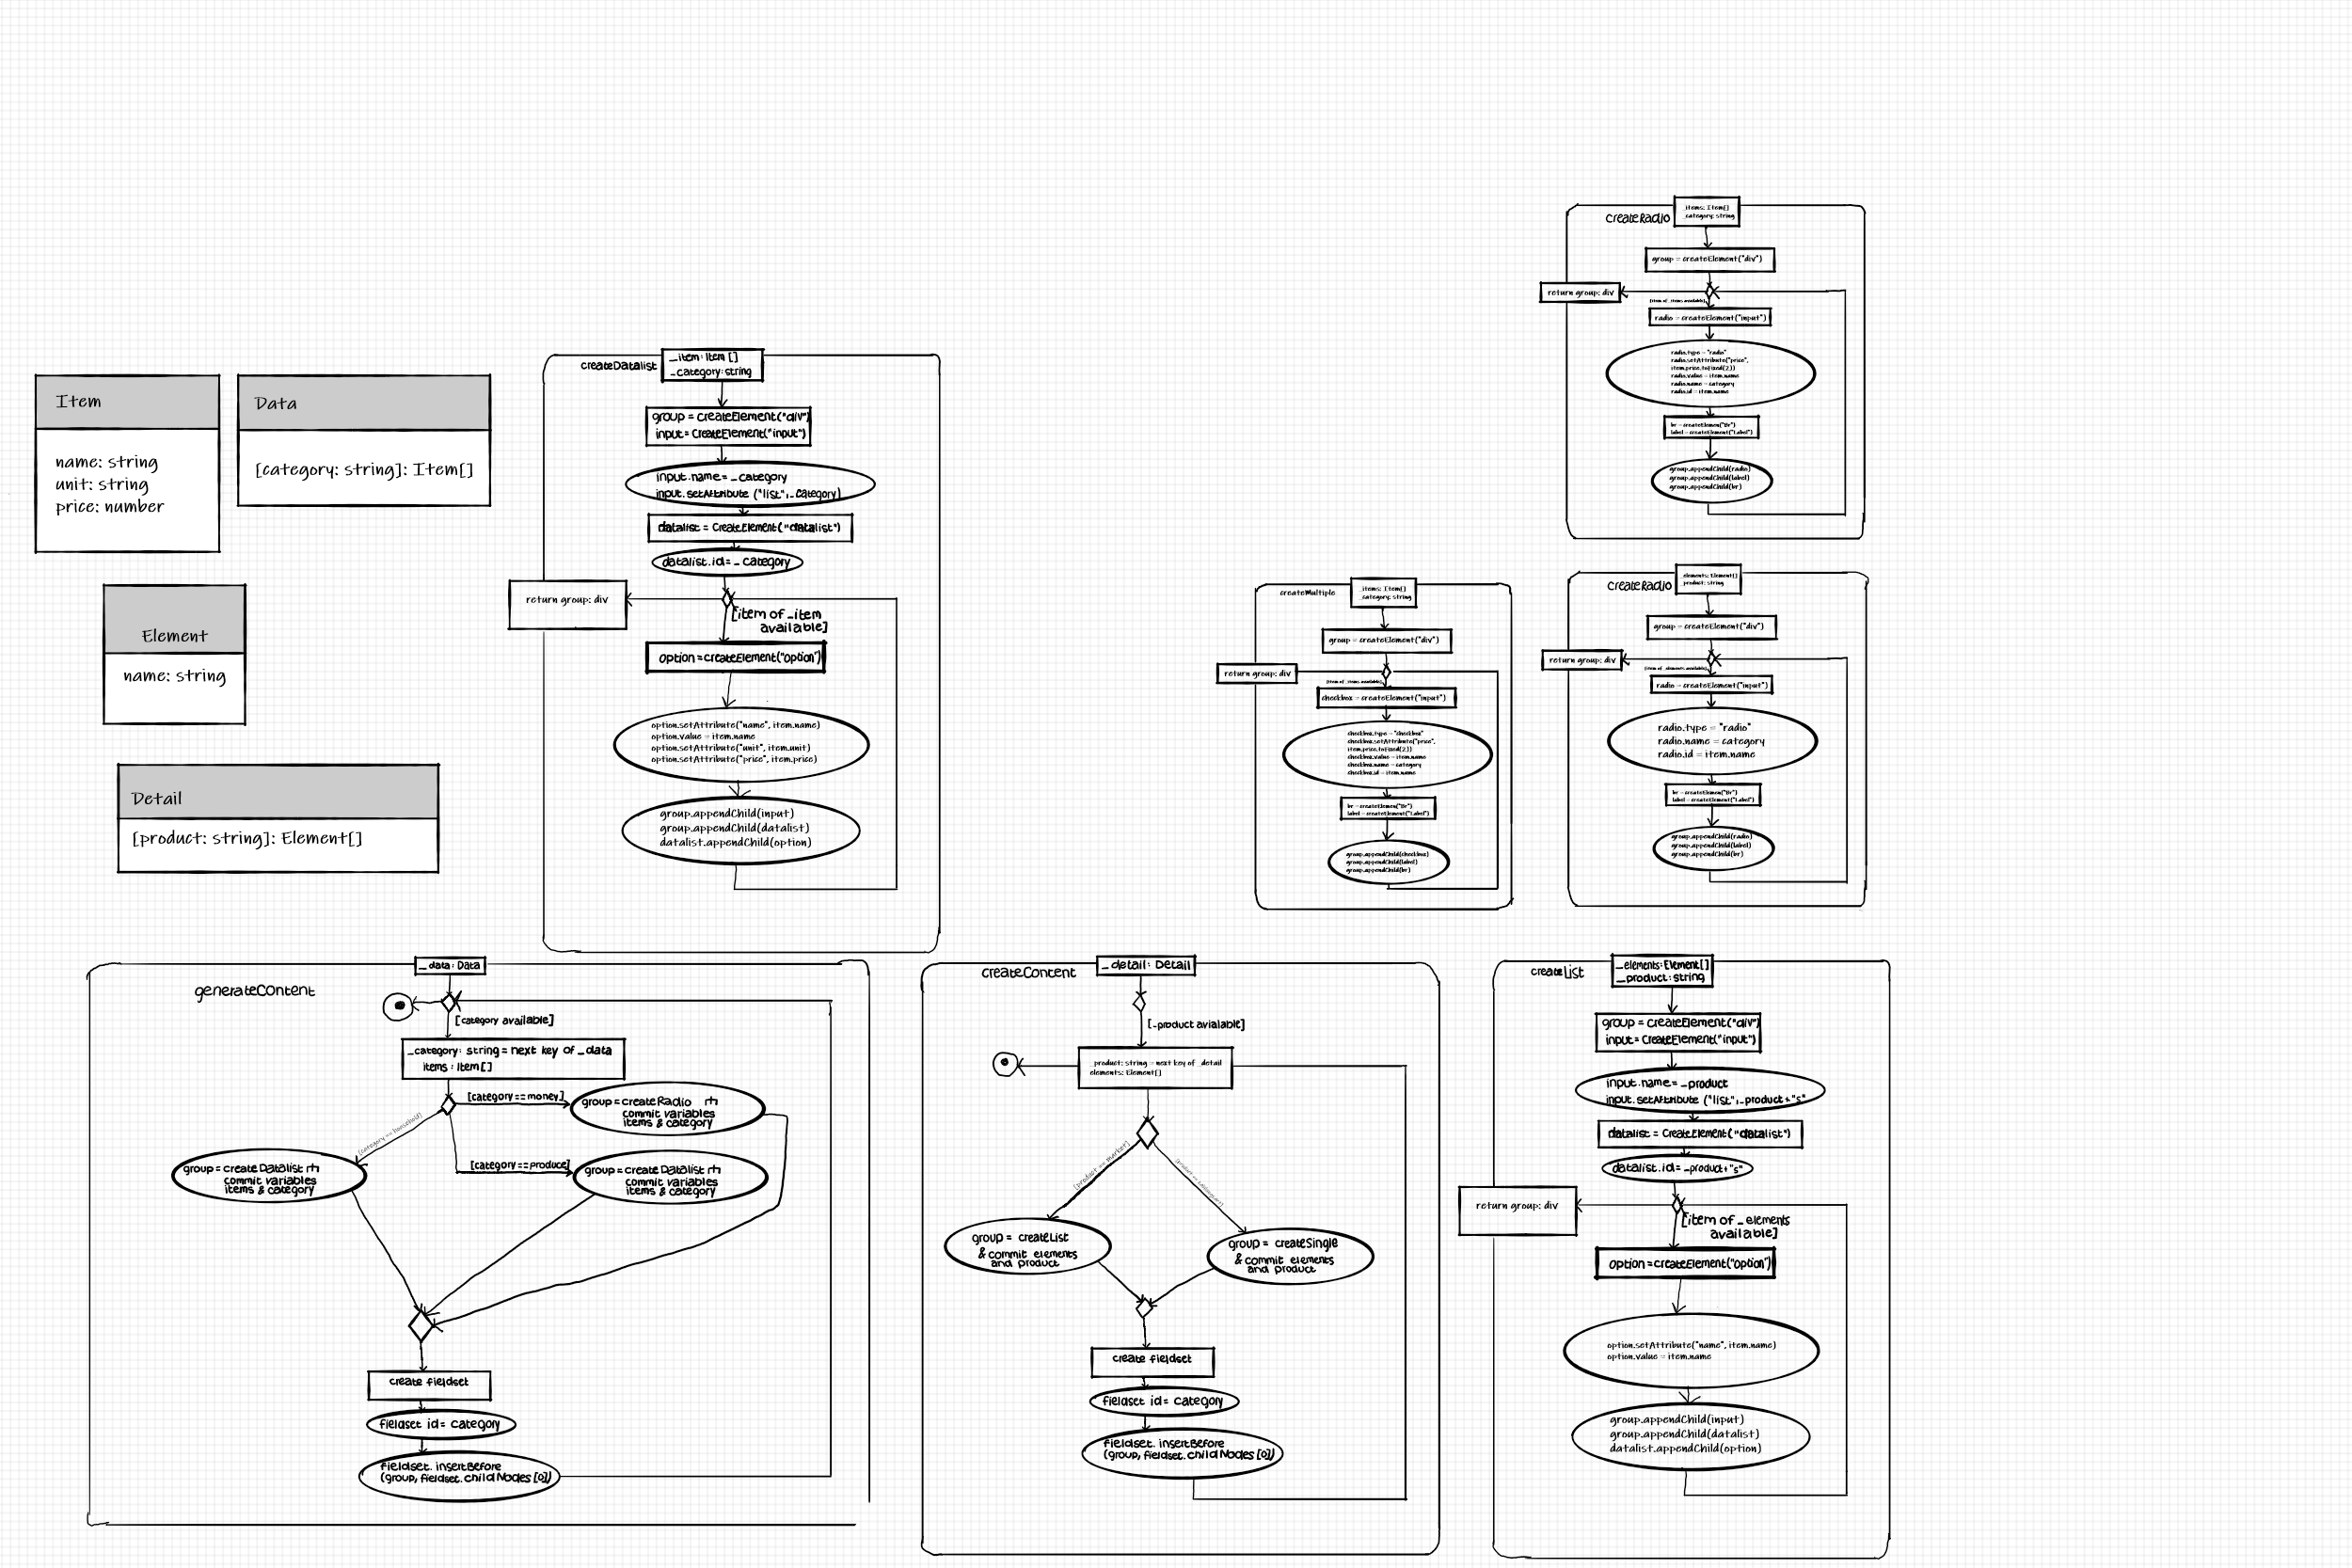 Item
name: string
unit: string
price: number
Data
[category: string]: Item[]
Element
name: string
Detail
[product: string]: Element[]
createDatalist
_item: Item []
_category: string
group = createElement("div")
input = CreateElement("input")
input.name = _category
input.setAttribute ("list", _category)
datalist = CreateElement("datalist")
datalist.id = _category
return group: div
[item of _item
available]
option = createElement("option")
option.setAttribute("name", item.name)
option.value = item.name
option.setAttribute("unit", item.unit)
option.setAttribute("price", item.price)
group.appendChild(input)
group.appendChild(datalist)
datalist.appendChild(option)
createRadio
_items: Item[]
_category: string
group = createElement("div")
return group: div
[item of _items available]
radio = createElement("input")
radio.type = "radio"
radio.setAttribute("price",
item.price.toFixed(2))
radio.value = item.name
radio.name = category
radio.id = item.name
br = createElemen("Br")
label = createElement("Label")
group.appendChild(radio)
group.appendChild(label)
group.appendChild(br)
createMultiple
_items: Item[]
_category: string
group = createElement("div")
return group: div
[item of _items available]
checkbox = createElement("input")
checkbox.type = "checkbox"
checkbox.setAttribute("price",
item.price.toFixed(2))
checkbox.value = item.name
checkbox.name = category
checkbox.id = item.name
br = createElemen("Br")
label = createElement("Label")
group.appendChild(checkbox)
group.appendChild(label)
group.appendChild(br)
createRadio
_elements: Element[]
_product: string
group = createElement("div")
return group: div
[item of _elements available]
radio = createElement("input")
radio.type = "radio"
radio.name = category
radio.id = item.name
br = createElemen("Br")
label = createElement("Label")
group.appendChild(radio)
group.appendChild(label)
group.appendChild(br)
generateContent
_data: Data
[category available]
_category: string = next key of _data
items: Item []
[category == money]
group = createRadio
commit variables
items & category
[category == household]
group = create Datalist
commit variables
items & category
[category == produce]
group = create Datalist
commit variables
items & category
create fieldset
fieldset id = category
fieldset. insertBefore
(group, fieldset.childNodes [0])
createContent
_detail: Detail
[_product avialable]
_product: string = next key of _detail
elements: Element[]
[product == market]
group = createList
& commit elements
and product
group = createSingle
& commit elements
and product
create fieldset
fieldset id = category
fieldset. insertBefore
(group, fieldset.childNodes [0])
createList
_elements: Element[]
_product: string
group = createElement("div")
input = CreateElement("input")
input.name = _product
input.setAttribute ("list", _product + "s"
datalist = CreateElement("datalist")
datalist.id = _product + "s"
return group: div
[item of _elements
available]
option = createElement("option")
option.setAttribute("name", item.name)
option.value = item.name
group.appendChild(input)
group.appendChild(datalist)
datalist.appendChild(option)